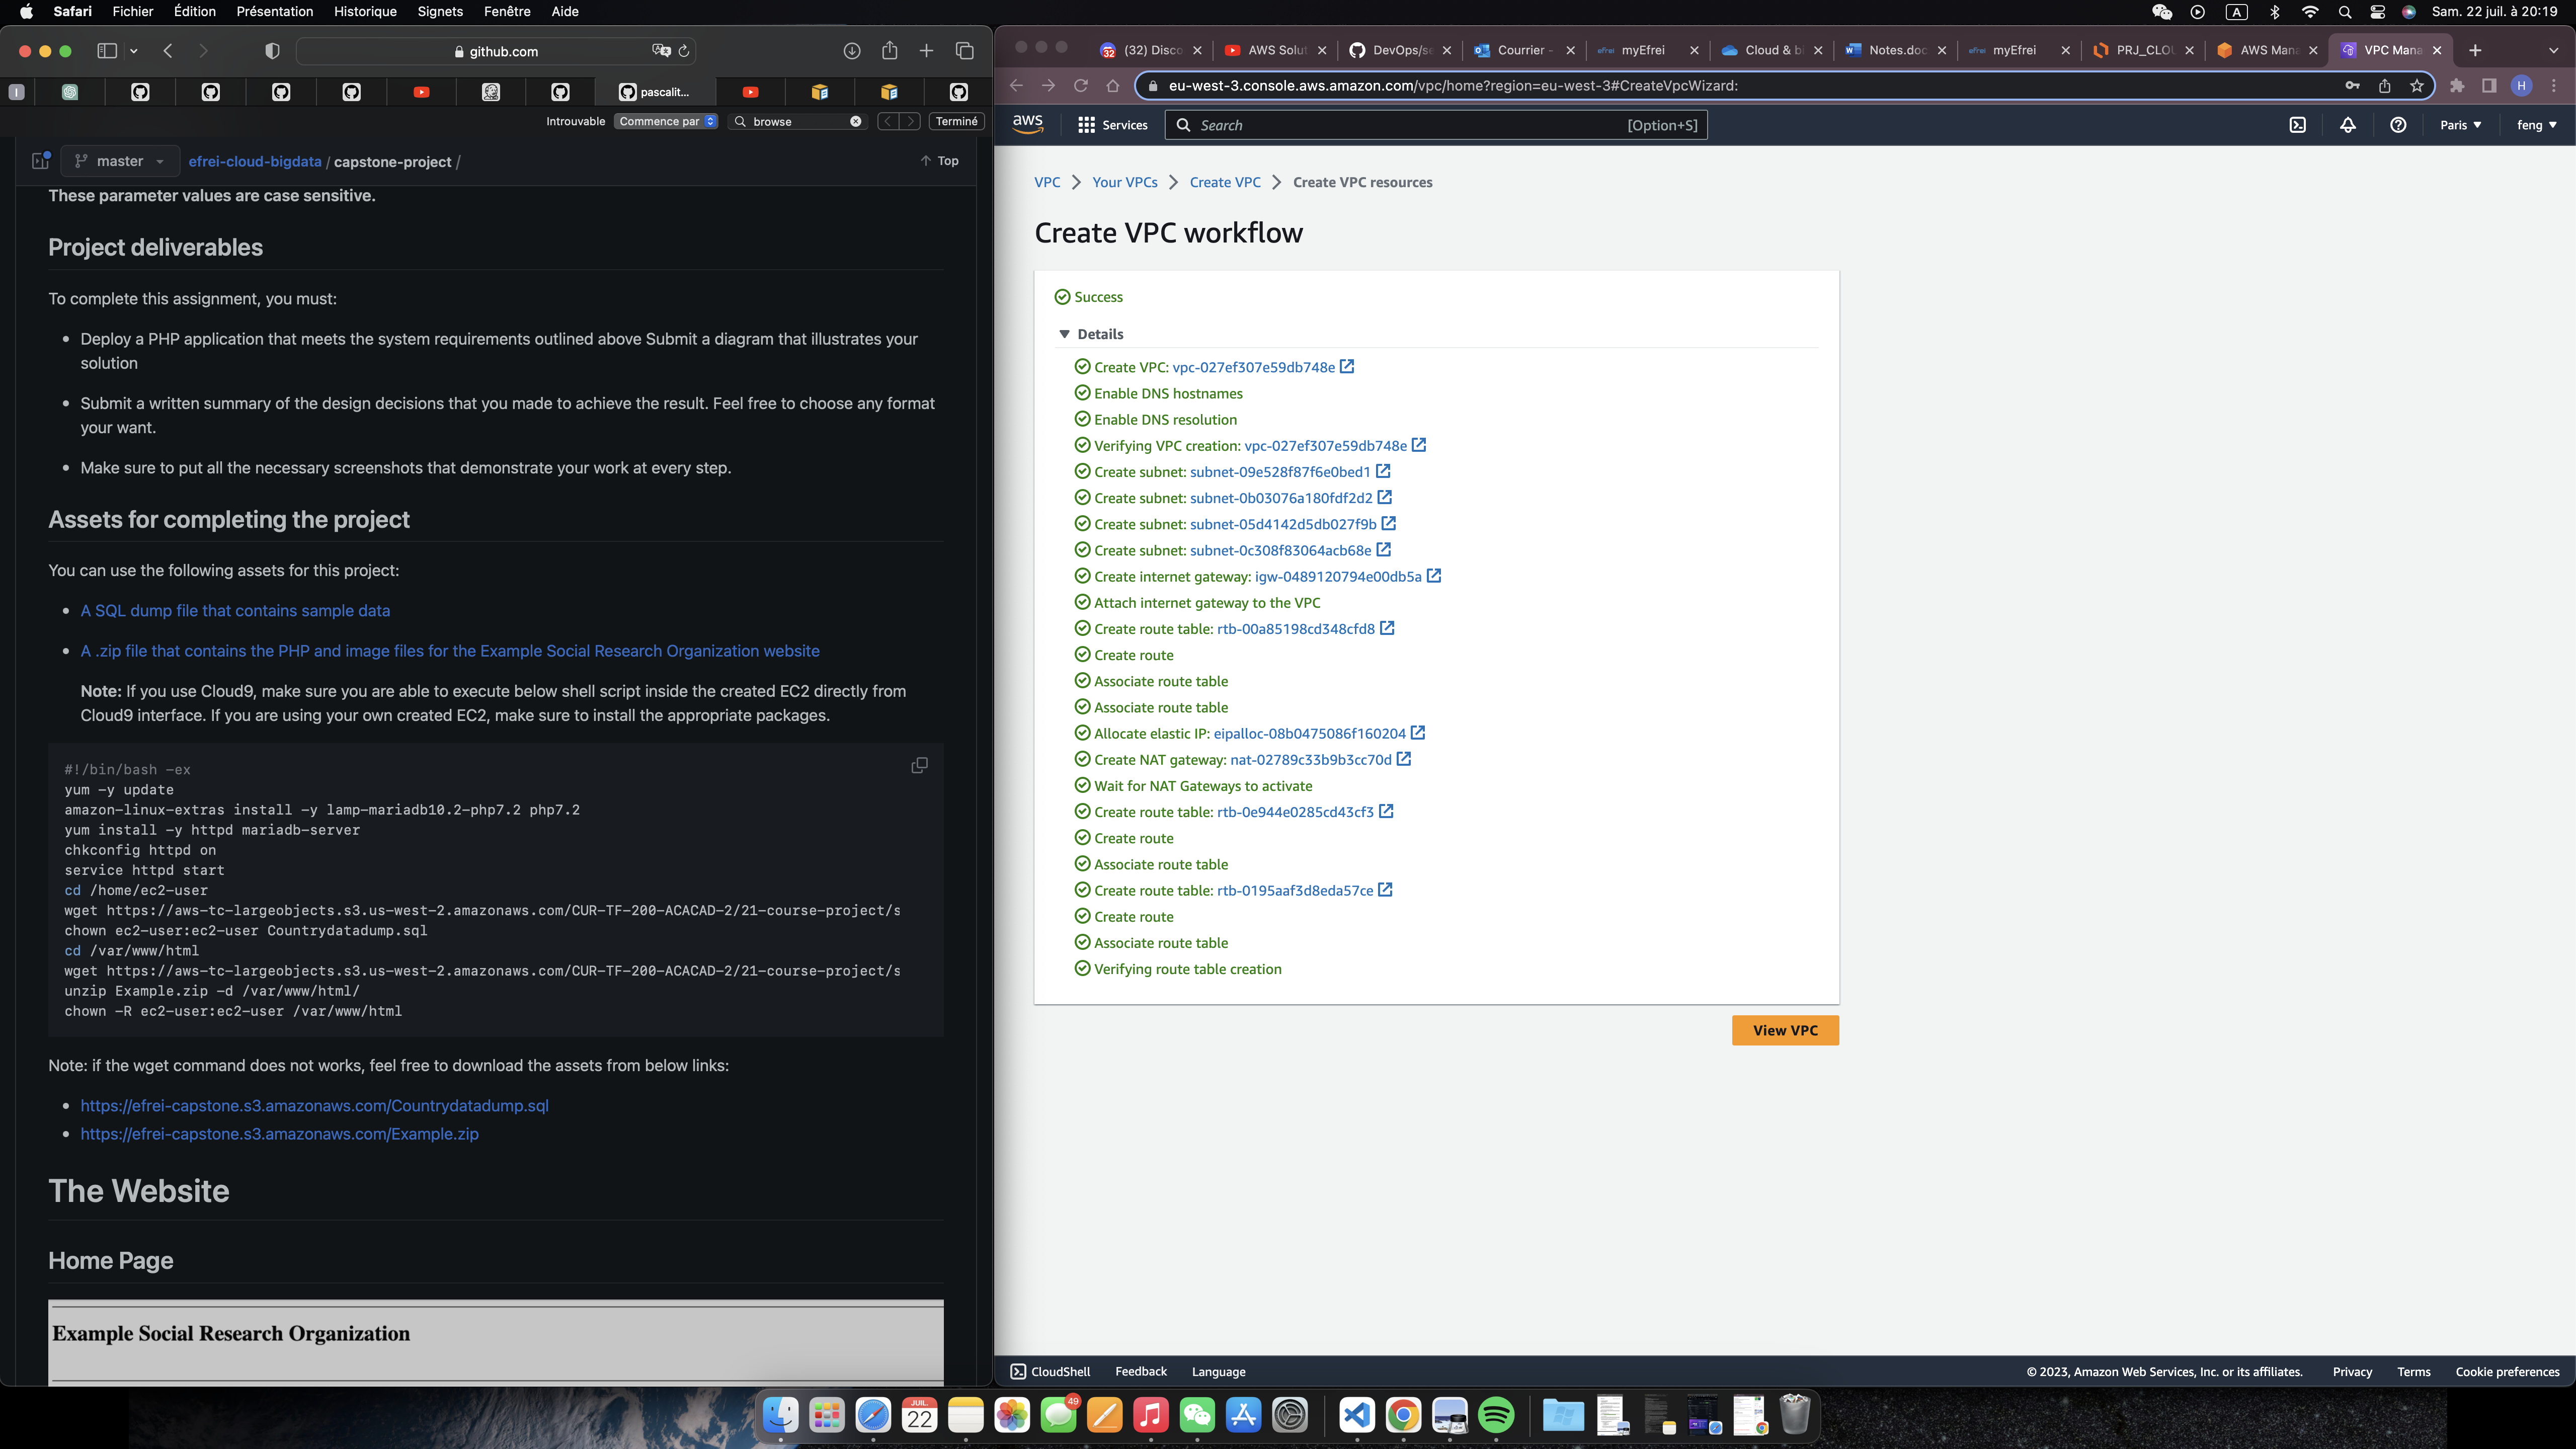 Safari Fichier Édition Présentation Historique Signets Fenêtre Aide
A Sam. 22 juil. à 20:19
github.com
pascalit...
Introuvable Commence par browse Terminé
master efrei-cloud-bigdata / capstone-project / Top
These parameter values are case sensitive.
Project deliverables
To complete this assignment, you must:
Deploy a PHP application that meets the system requirements outlined above Submit a diagram that illustrates your
solution
Submit a written summary of the design decisions that you made to achieve the result. Feel free to choose any format
your want.
Make sure to put all the necessary screenshots that demonstrate your work at every step.
Assets for completing the project
You can use the following assets for this project:
A SQL dump file that contains sample data
A .zip file that contains the PHP and image files for the Example Social Research Organization website
Note: If you use Cloud9, make sure you are able to execute below shell script inside the created EC2 directly from
Cloud9 interface. If you are using your own created EC2, make sure to install the appropriate packages.
#!/bin/bash -ex
yum -y update
amazon-linux-extras install -y lamp-mariadb10.2-php7.2 php7.2
yum install -y httpd mariadb-server
chkconfig httpd on
service httpd start
cd /home/ec2-user
wget https://aws-tc-largeobjects.s3.us-west-2.amazonaws.com/CUR-TF-200-ACACAD-2/21-course-project/s
chown ec2-user:ec2-user Countrydatadump.sql
cd /var/www/html
wget https://aws-tc-largeobjects.s3.us-west-2.amazonaws.com/CUR-TF-200-ACACAD-2/21-course-project/s
unzip Example.zip -d /var/www/html/
chown -R ec2-user:ec2-user /var/www/html
Note: if the wget command does not works, feel free to download the assets from below links:
https://efrei-capstone.s3.amazonaws.com/Countrydatadump.sql
https://efrei-capstone.s3.amazonaws.com/Example.zip
The Website
Home Page
Example Social Research Organization
(32) Disco AWS Solut DevOps/se Courrier - myEfrei Cloud & bi Notes.doc myEfrei PRJ_CLOU AWS Mana VPC Mana
eu-west-3.console.aws.amazon.com/vpc/home?region=eu-west-3#CreateVpcWizard: H
aws Services Search [Option+S] Paris feng
VPC Your VPCs Create VPC Create VPC resources
Create VPC workflow
Success
Details
Create VPC: vpc-027ef307e59db748e
Enable DNS hostnames
Enable DNS resolution
Verifying VPC creation: vpc-027ef307e59db748e
Create subnet: subnet-09e528f87f6e0bed1
Create subnet: subnet-0b03076a180fdf2d2
Create subnet: subnet-05d4142d5db027f9b
Create subnet: subnet-0c308f83064acb68e
Create internet gateway: igw-0489120794e00db5a
Attach internet gateway to the VPC
Create route table: rtb-00a85198cd348cfd8
Create route
Associate route table
Associate route table
Allocate elastic IP: eipalloc-08b0475086f160204
Create NAT gateway: nat-02789c33b9b3cc70d
Wait for NAT Gateways to activate
Create route table: rtb-0e944e0285cd43cf3
Create route
Associate route table
Create route table: rtb-0195aaf3d8eda57ce
Create route
Associate route table
Verifying route table creation
View VPC
CloudShell Feedback Language © 2023, Amazon Web Services, Inc. or its affiliates. Privacy Terms Cookie preferences
JUIL.
22
49